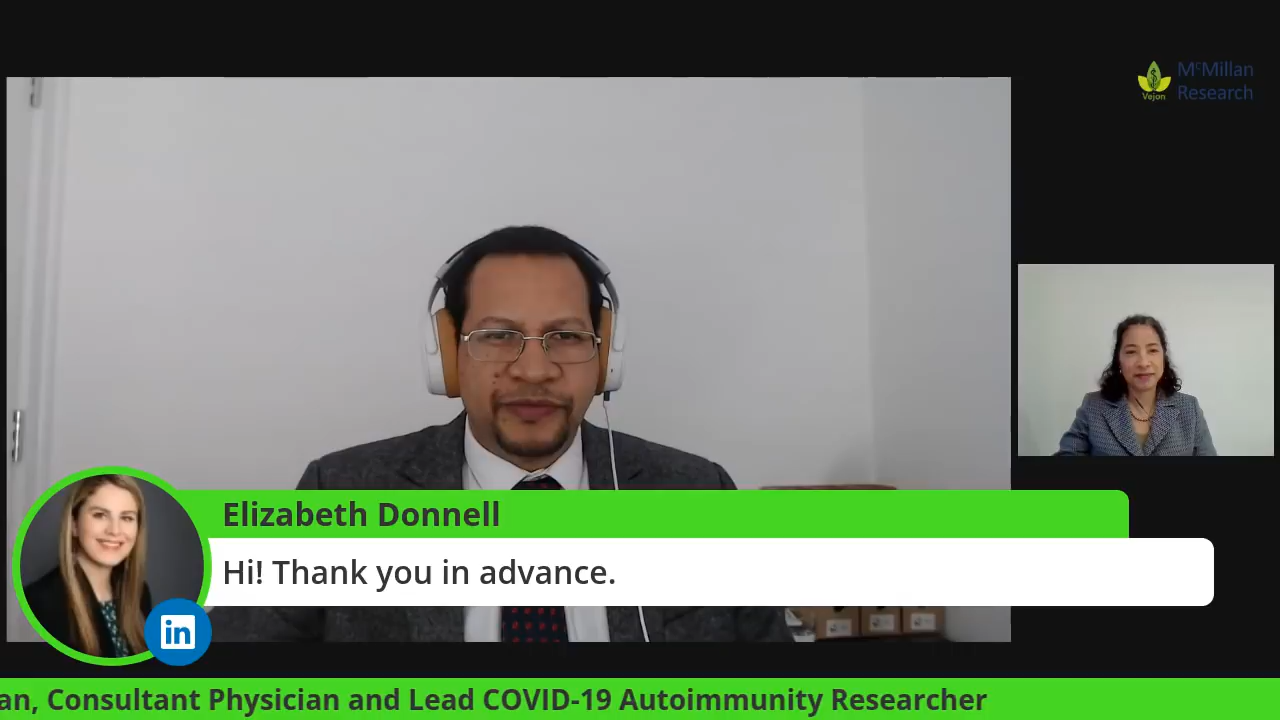 McMillan
Research
Vejon
Elizabeth Donnell
Hi! Thank you in advance.
in
an, Consultant Physician and Lead COVID-19 Autoimmunity Researcher